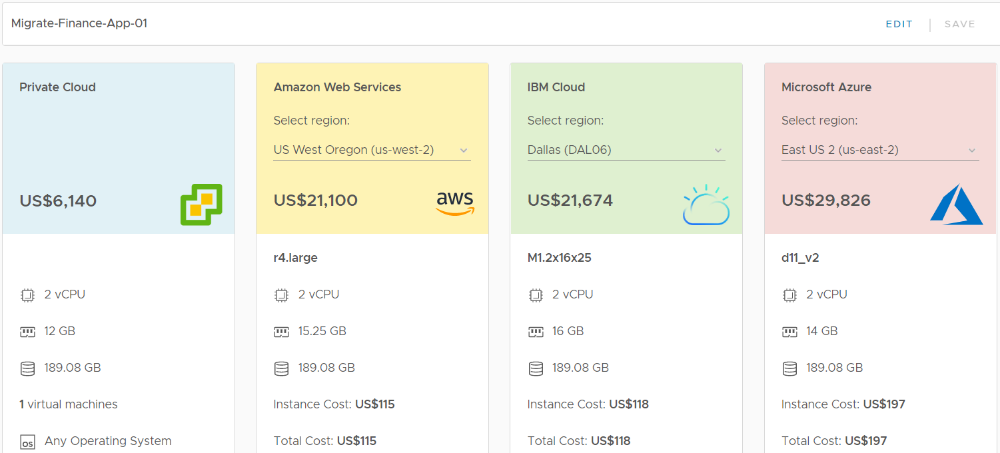 Migrate-Finance-App-01
EDIT
SAVE
Private Cloud
US$6,140
2 vCPU
12 GB
189.08 GB
1 virtual machines
os Any Operating System
Amazon Web Services
Select region:
US West Oregon (us-west-2)
US$21,100
aws
r4.large
2 vCPU
15.25 GB
189.08 GB
Instance Cost: US$115
Total Cost: US$115
IBM Cloud
Select region:
Dallas (DAL06)
US$21,674
M1.2x16x25
2 vCPU
16 GB
189.08 GB
Instance Cost: US$118
Total Cost: US$118
Microsoft Azure
Select region:
East US 2 (us-east-2)
US$29,826
d11_v2
2 vCPU
14 GB
189.08 GB
Instance Cost: US$197
Total Cost: US$197